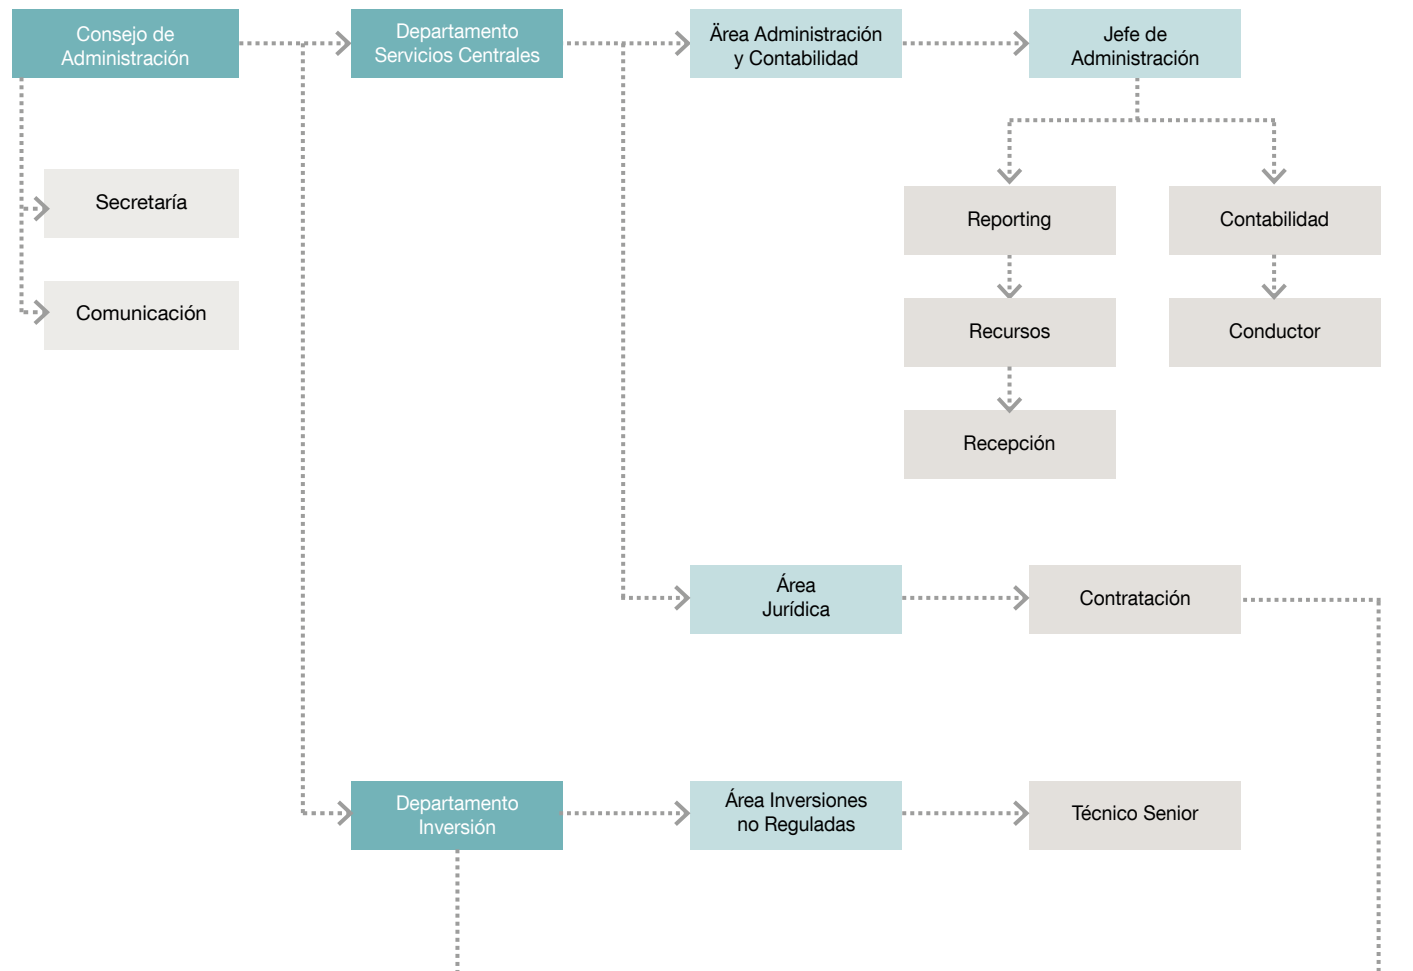 Consejo de
Administración
Departamento
Servicios Centrales
Ärea Administración
y Contabilidad
Jefe de
Administración
Secretaría
Reporting
Contabilidad
Comunicación
Recursos
Conductor
Recepción
Área
Jurídica
Contratación
Departamento
Inversión
Área Inversiones
no Reguladas
Técnico Senior